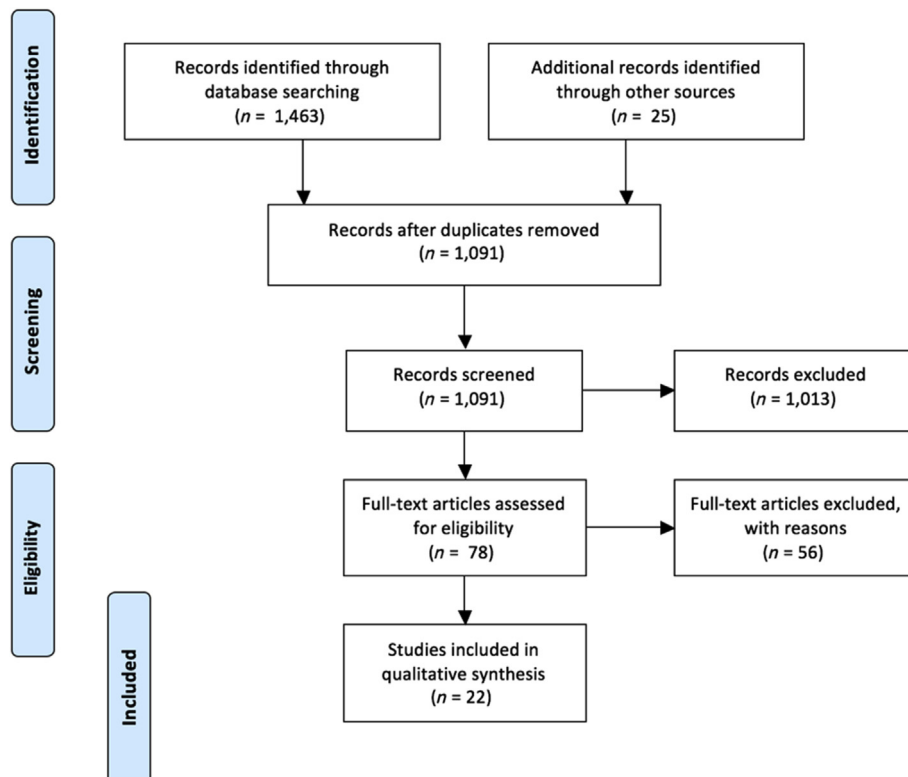 Identification
Records identified through
database searching
(n = 1,463)
Additional records identified
through other sources
(n = 25)
Records after duplicates removed
(n = 1,091)
Screening
Records screened
(n = 1,091)
Records excluded
(n = 1,013)
Eligibility
Full-text articles assessed
for eligibility
(n = 78)
Full-text articles excluded,
with reasons
(n = 56)
Included
Studies included in
qualitative synthesis
(n = 22)